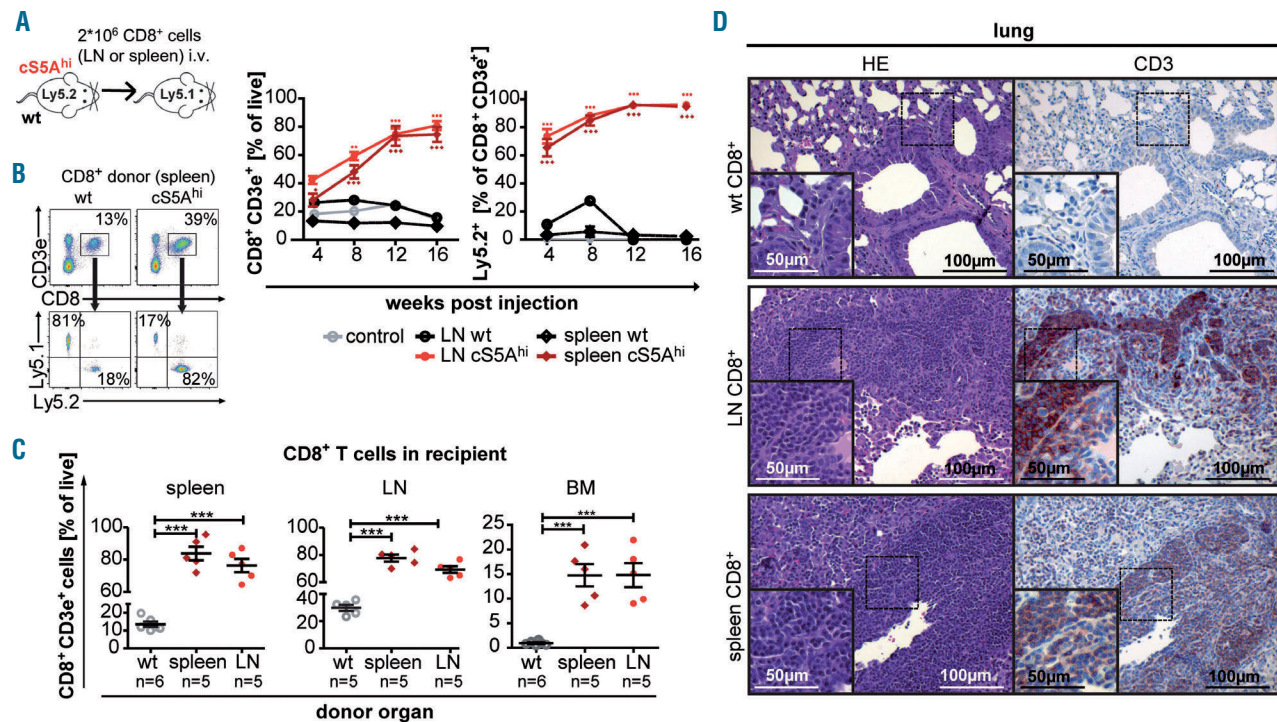 A
2*10⁶ CD8⁺ cells
(LN or spleen) i.v.
cS5Aʰⁱ
Ly5.2
Ly5.1
wt
CD8⁺ CD3e⁺ [% of live]
100
80
60
40
20
0
4 8 12 16
Ly5.2⁺ [% of CD8⁺ CD3e⁺]
100
80
60
40
20
0
4 8 12 16
weeks post injection
control LN wt spleen wt
LN cS5Aʰⁱ spleen cS5Aʰⁱ
B
CD8⁺ donor (spleen)
wt cS5Aʰⁱ
13% 39%
CD3e
CD8
81% 17%
18% 82%
Ly5.1
Ly5.2
C
CD8⁺ T cells in recipient
CD8⁺ CD3e⁺ cells [% of live]
spleen
***
***
100
80
60
20
10
0
wt spleen LN
n=6 n=5 n=5
LN
***
***
100
80
60
40
20
0
wt spleen LN
n=5 n=5 n=5
BM
***
***
25
20
15
10
5
0
wt spleen LN
n=6 n=5 n=5
donor organ
D
lung
HE CD3
wt CD8⁺
50µm 100µm 50µm 100µm
LN CD8⁺
50µm 100µm 50µm 100µm
spleen CD8⁺
50µm 100µm 50µm 100µm